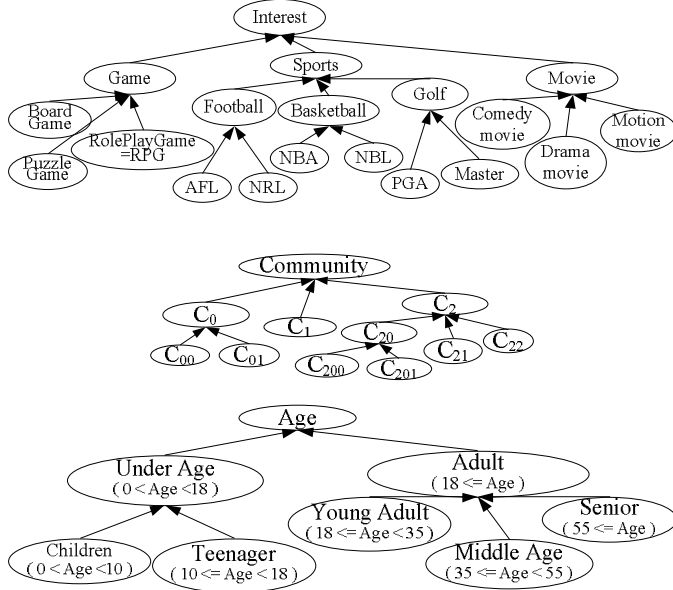 Interest
Game
Sports
Movie
Board
Game
Puzzle
Game
RolePlayGame
=RPG
Football
Basketball
Golf
Comedy
movie
Drama
movie
Motion
movie
AFL
NRL
NBA
NBL
PGA
Master
Community
C0
C1
C2
C00
C01
C20
C21
C22
C200
C201
Age
Under Age
( 0 < Age <18 )
Adult
( 18 <= Age )
Children
( 0 < Age <10 )
Teenager
( 10 <= Age < 18 )
Young Adult
( 18 <= Age < 35 )
Middle Age
( 35 <= Age < 55 )
Senior
( 55 <= Age )